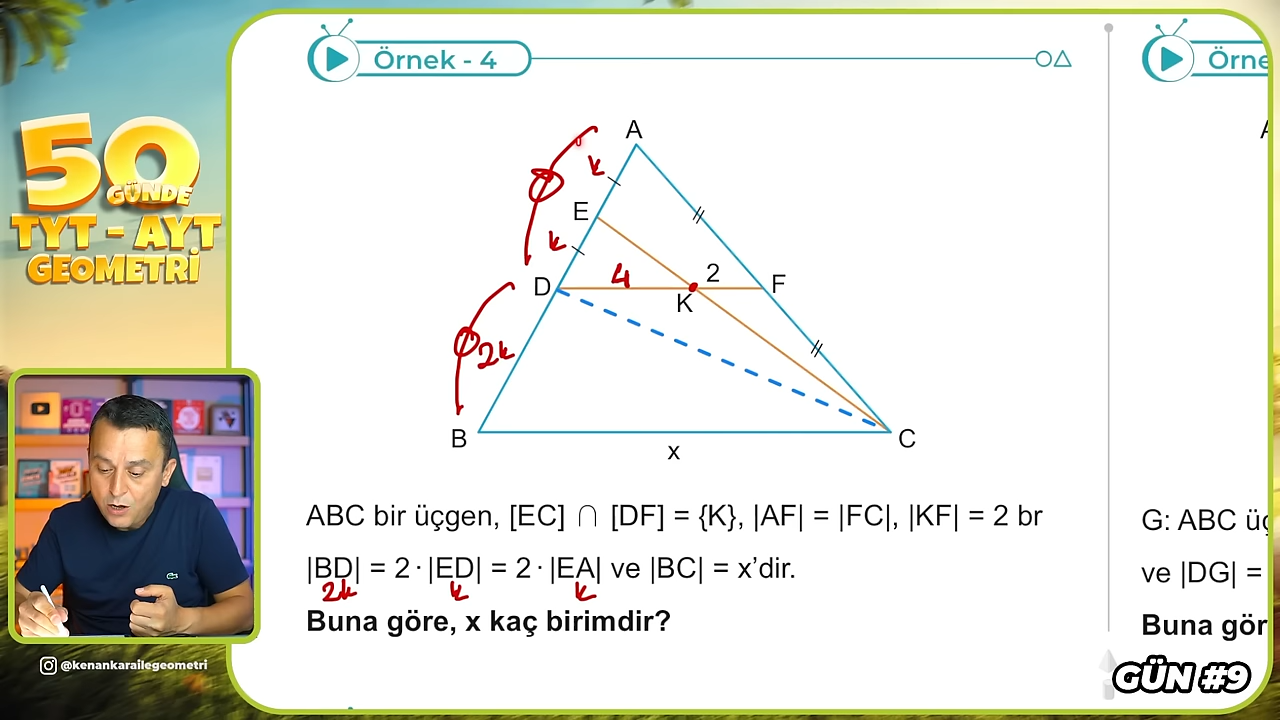 Örnek - 4
Örne
50
GÜNDE
TYT - AYT
GEOMETRİ
A
A
k
E
k
D
4
2
F
K
2k
B
C
x
ABC bir üçgen, [EC] ∩ [DF] = {K}, |AF| = |FC|, |KF| = 2 br
|BD| = 2·|ED| = 2·|EA| ve |BC| = x’dir.
2k k k
Buna göre, x kaç birimdir?
G: ABC üç
ve |DG| =
Buna gör
@kenankarailegeometri
GÜN #9